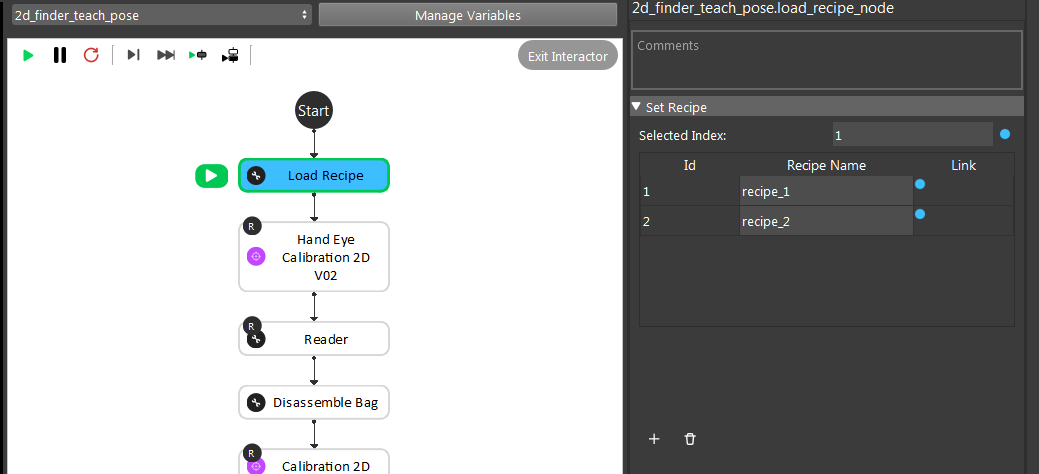 2d_finder_teach_pose
Manage Variables
Exit Interactor
Start
Load Recipe
R
Hand Eye
Calibration 2D
V02
R
Reader
Disassemble Bag
R
Calibration 2D
2d_finder_teach_pose.load_recipe_node
Comments
Set Recipe
Selected Index: 1
Id Recipe Name Link
1 recipe_1
2 recipe_2